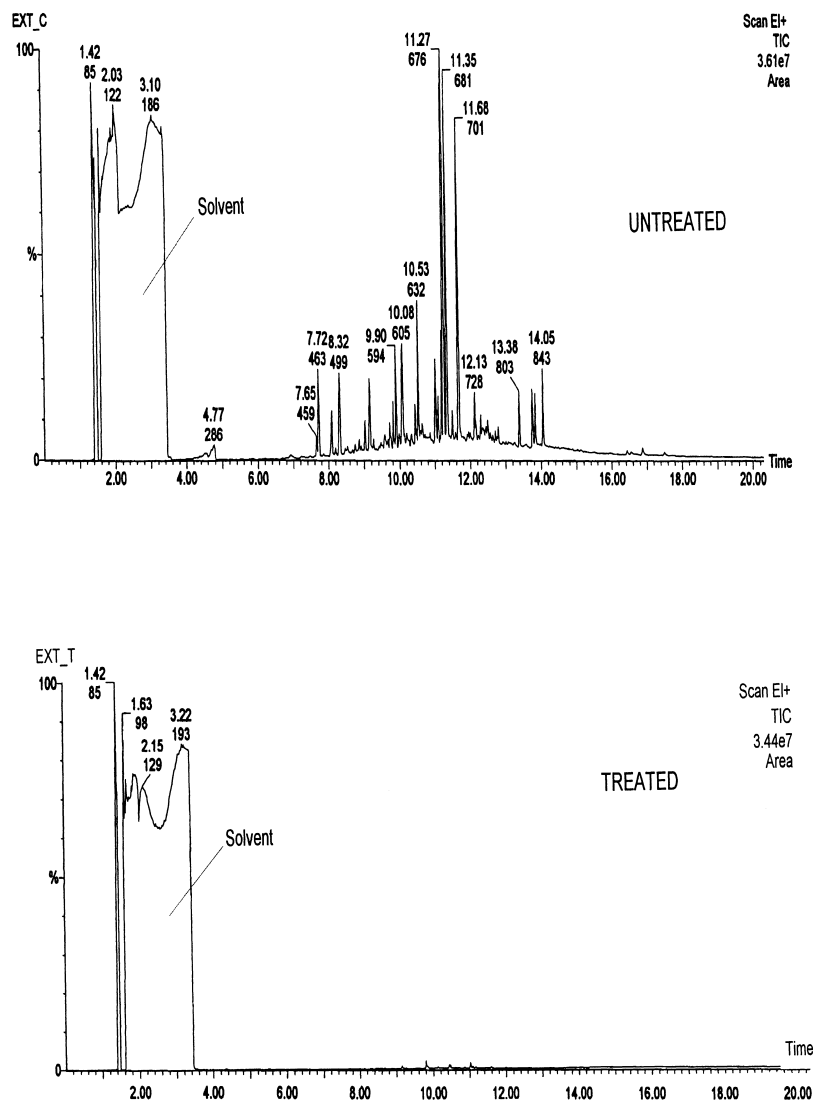 EXT_C
Scan EI+
TIC
3.61e7
Area
100
%
0
1.42
85
2.03
122
3.10
186
Solvent
4.77
286
7.65
459
7.72
463
8.32
499
9.90
594
10.08
605
10.53
632
11.27
676
11.35
681
11.68
701
12.13
728
13.38
803
14.05
843
UNTREATED
Time
2.00 4.00 6.00 8.00 10.00 12.00 14.00 16.00 18.00 20.00
EXT_T
Scan EI+
TIC
3.44e7
Area
100
%
0
1.42
85
1.63
98
2.15
129
3.22
193
Solvent
TREATED
Time
2.00 4.00 6.00 8.00 10.00 12.00 14.00 16.00 18.00 20.00